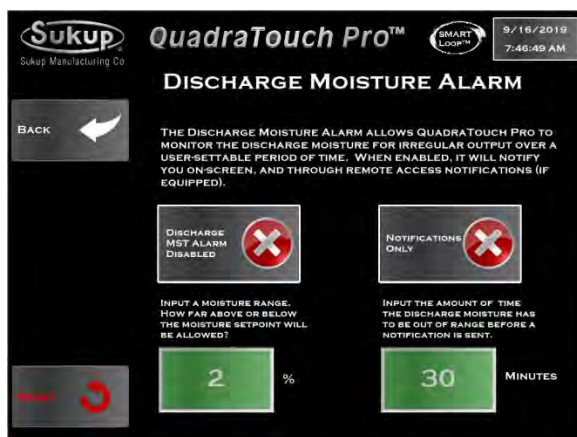 Sukup
Sukup Manufacturing Co
QuadraTouch Pro™
SMART
LOOP™
9/16/2019
7:46:49 AM
DISCHARGE MOISTURE ALARM
BACK
THE DISCHARGE MOISTURE ALARM ALLOWS QUADRATOUCH PRO TO
MONITOR THE DISCHARGE MOISTURE FOR IRREGULAR OUTPUT OVER A
USER-SETTABLE PERIOD OF TIME. WHEN ENABLED, IT WILL NOTIFY
YOU ON-SCREEN, AND THROUGH REMOTE ACCESS NOTIFICATIONS (IF
EQUIPPED).
DISCHARGE
MST ALARM
DISABLED
NOTIFICATIONS
ONLY
INPUT A MOISTURE RANGE.
HOW FAR ABOVE OR BELOW
THE MOISTURE SETPOINT WILL
BE ALLOWED?
INPUT THE AMOUNT OF TIME
THE DISCHARGE MOISTURE HAS
TO BE OUT OF RANGE BEFORE A
NOTIFICATION IS SENT.
2 %
30 MINUTES
RESET